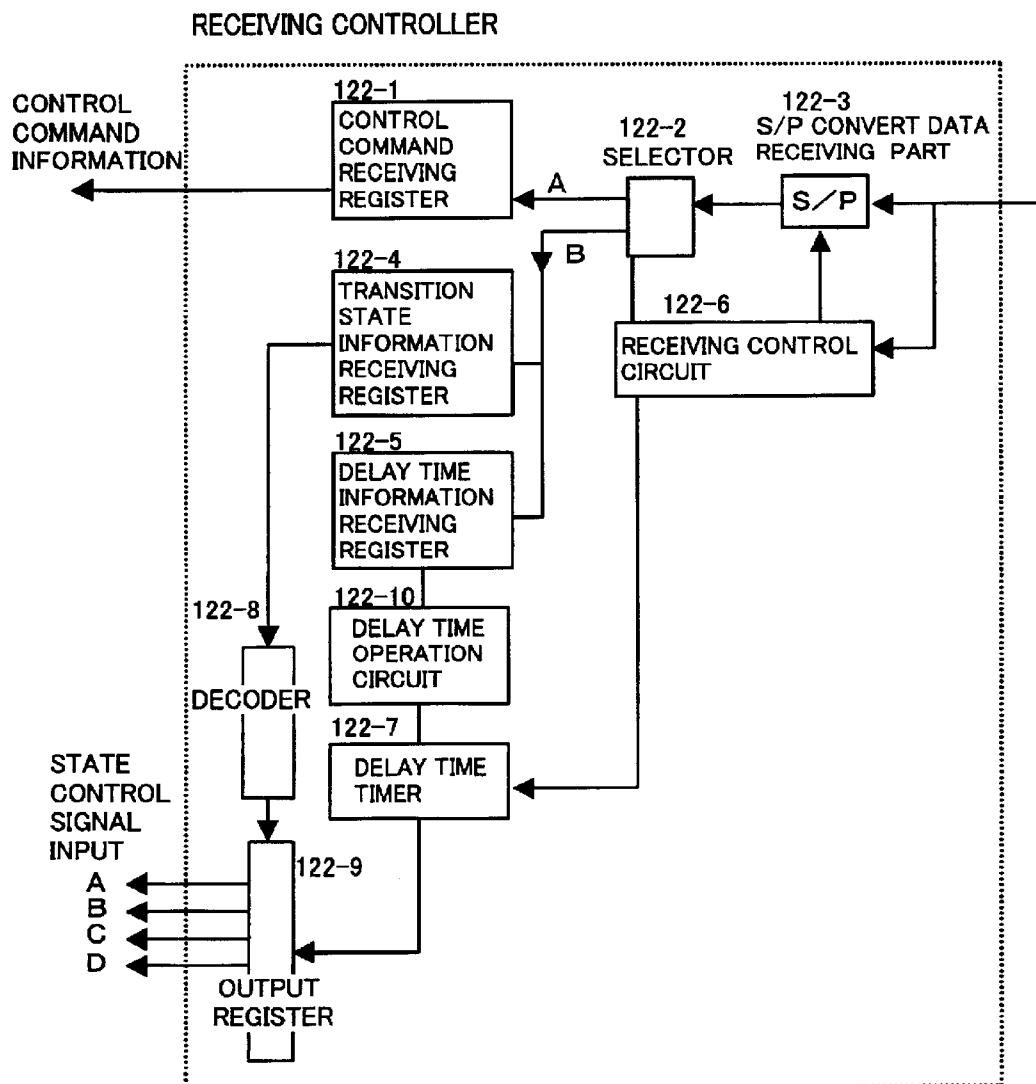 RECEIVING CONTROLLER
CONTROL
COMMAND
INFORMATION
122-1
CONTROL
COMMAND
RECEIVING
REGISTER
A
B
122-2
SELECTOR
122-3
S/P CONVERT DATA
RECEIVING PART
S/P
122-4
TRANSITION
STATE
INFORMATION
RECEIVING
REGISTER
122-6
RECEIVING CONTROL
CIRCUIT
122-5
DELAY TIME
INFORMATION
RECEIVING
REGISTER
122-10
DELAY TIME
OPERATION
CIRCUIT
122-8
DECODER
122-7
DELAY TIME
TIMER
STATE
CONTROL
SIGNAL
INPUT
A
B
C
D
122-9
OUTPUT
REGISTER